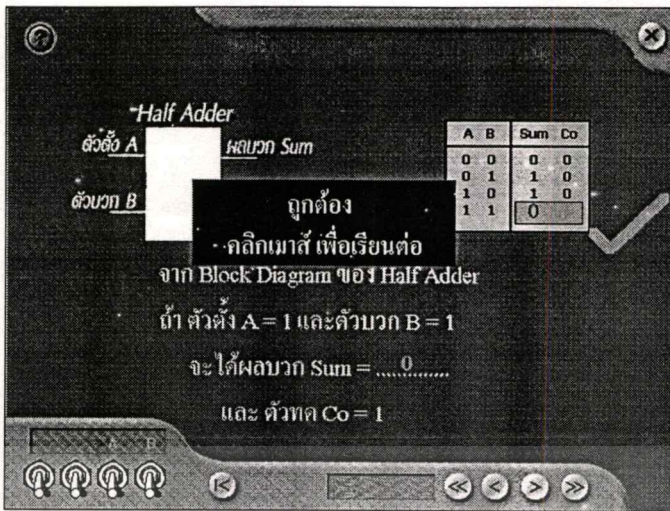 Half Adder
ตัวตั้ง A
ผลบวก Sum
ตัวบวก B
A B Sum Co
0 0 0 0
0 1 1 0
1 0 1 0
1 1 0
ถูกต้อง
คลิกเมาส์ เพื่อเรียนต่อ
จาก Block Diagram ของ Half Adder
ถ้า ตัวตั้ง A = 1 และตัวบวก B = 1
จะได้ผลบวก Sum = .....0.............
และ ตัวทด Co = 1
A B